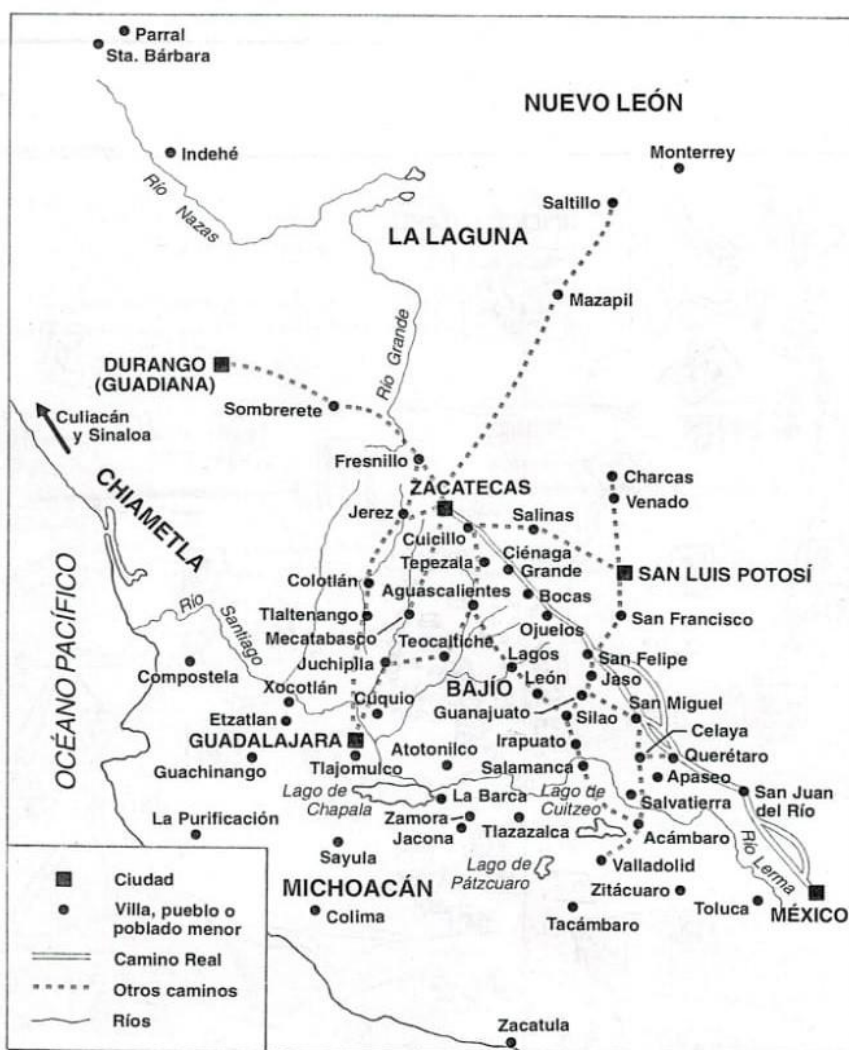 Parral
Sta. Bárbara
NUEVO LEÓN
Indehé
Monterrey
Río Nazas
Saltillo
LA LAGUNA
Mazapil
Río Grande
DURANGO
(GUADIANA)
Sombrerete
Culiacán
y Sinaloa
Fresnillo
Charcas
CHIAMETLA
ZACATECAS
Venado
Jerez
Salinas
Cuicillo
Ciénaga
Grande
Tepezala
SAN LUIS POTOSÍ
Colotlán
Aguascalientes
Bocas
OCÉANO PACÍFICO
Río Santiago
Tlaltenango
San Francisco
Mecatabasco
Ojuelos
Teocaltiche
Lagos
San Felipe
Compostela
Juchipila
León
Jaso
Xocotlán
BAJÍO
Cuquio
Guanajuato
San Miguel
Etzatlan
Silao
Celaya
GUADALAJARA
Irapuato
Atotonilco
Querétaro
Guachinango
Tlajomulco
Salamanca
Apaseo
Lago de
Chapala
La Barca
Lago de
Cuitzeo
Salvatierra
San Juan
del Río
La Purificación
Zamora
Jacona
Tlazazalca
Acámbaro
Río Lerma
Sayula
Lago de
Pátzcuaro
Valladolid
MICHOACÁN
Zitácuaro
Colima
Tacámbaro
Toluca
MÉXICO
Zacatula
Ciudad
Villa, pueblo o
poblado menor
Camino Real
Otros caminos
Ríos